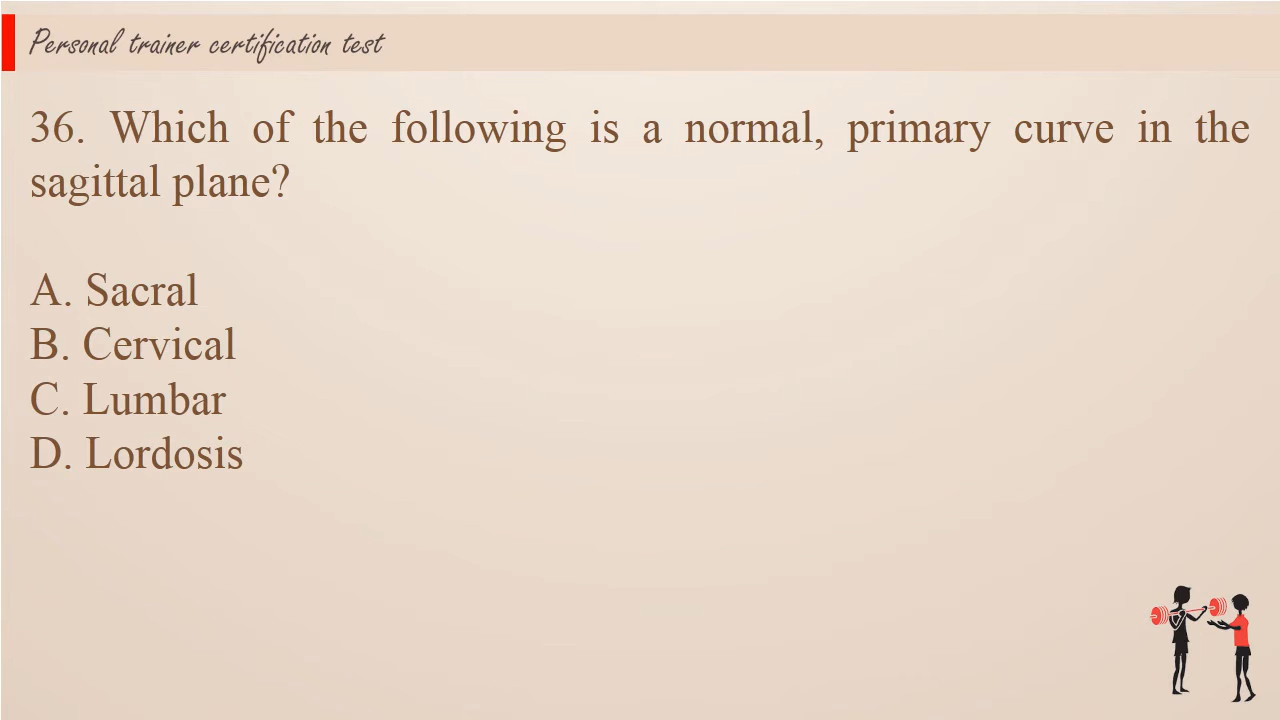 Personal trainer certification test
36. Which of the following is a normal, primary curve in the
sagittal plane?
A. Sacral
B. Cervical
C. Lumbar
D. Lordosis